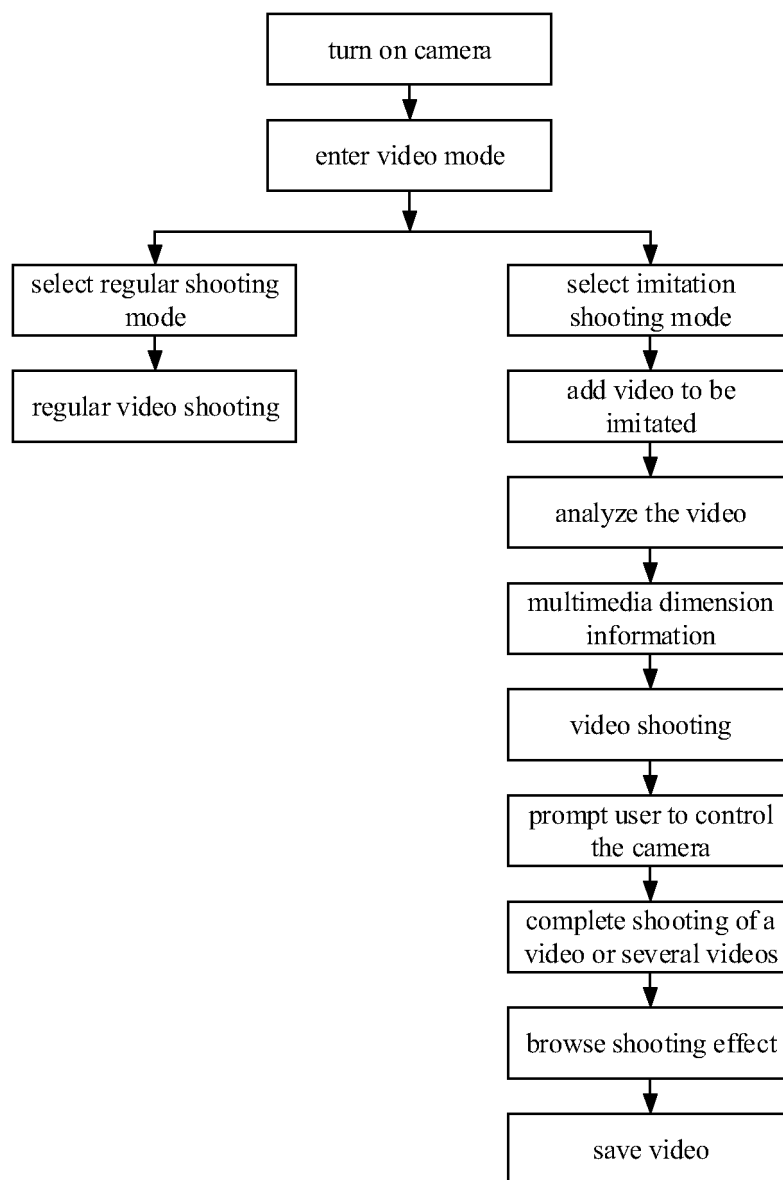 turn on camera
enter video mode
select regular shooting
mode
regular video shooting
select imitation
shooting mode
add video to be
imitated
analyze the video
multimedia dimension
information
video shooting
prompt user to control
the camera
complete shooting of a
video or several videos
browse shooting effect
save video